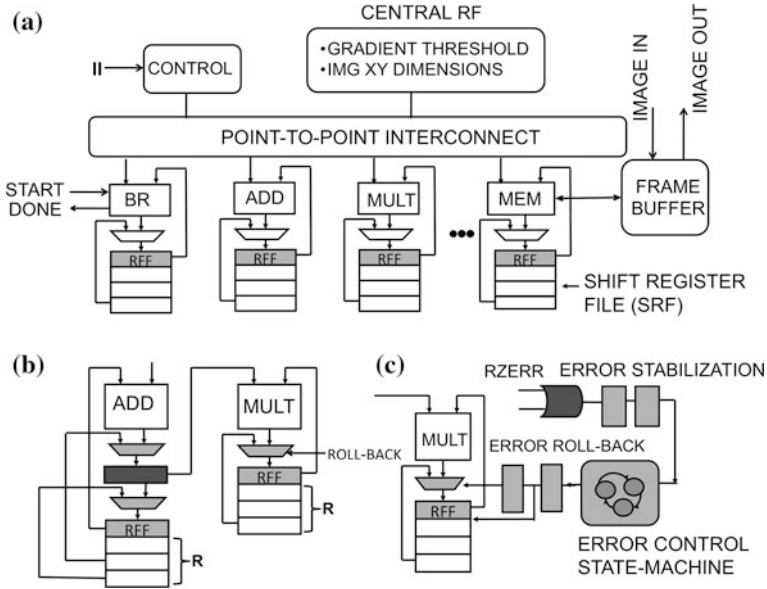 (a)
CENTRAL RF
•GRADIENT THRESHOLD
•IMG XY DIMENSIONS
II
CONTROL
IMAGE IN
IMAGE OUT
POINT-TO-POINT INTERCONNECT
START
DONE
BR
ADD
MULT
MEM
FRAME
BUFFER
RFF
RFF
RFF
RFF
SHIFT REGISTER
FILE (SRF)
(b)
ADD
MULT
ROLL-BACK
RFF
R
RFF
R
(c)
RZERR
ERROR STABILIZATION
MULT
ERROR ROLL-BACK
RFF
ERROR CONTROL
STATE-MACHINE